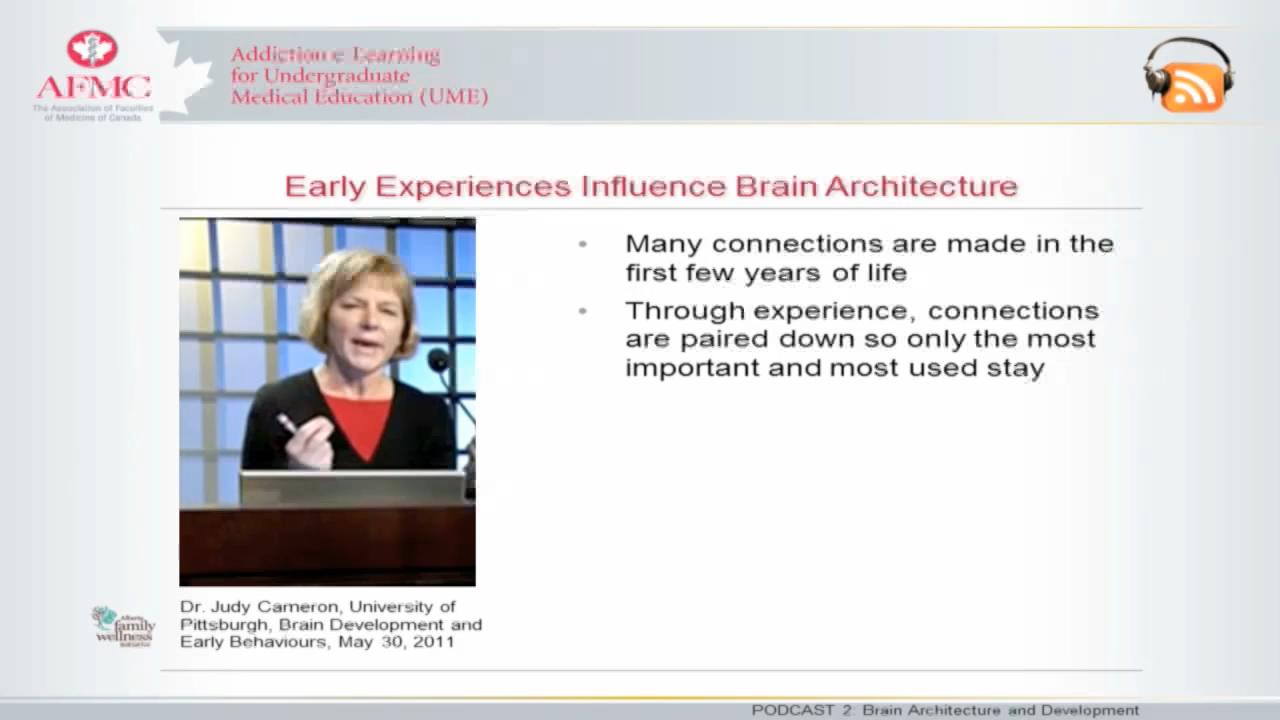 AFMC
The Association of Faculties
of Medicine of Canada
Addiction e Learning
for Undergraduate
Medical Education (UME)
Early Experiences Influence Brain Architecture
• Many connections are made in the
first few years of life
• Through experience, connections
are paired down so only the most
important and most used stay
Dr. Judy Cameron, University of
Pittsburgh, Brain Development and
Early Behaviours, May 30, 2011
Alberta
family
wellness
initiative
PODCAST 2: Brain Architecture and Development